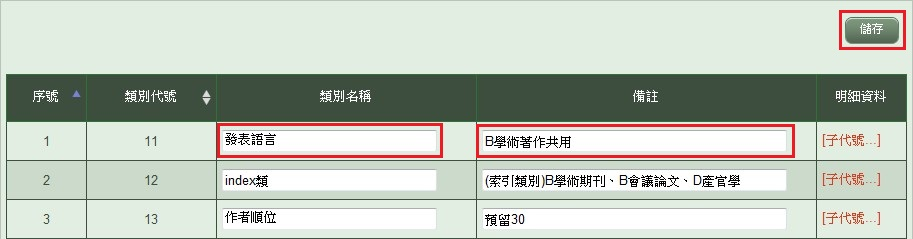 儲存
序號 類別代號 類別名稱 備註 明細資料
1 11 發表語言 B學術著作共用 [子代號...]
2 12 index類 (索引類別)B學術期刊、B會議論文、D產官學 [子代號...]
3 13 作者順位 預留30 [子代號...]